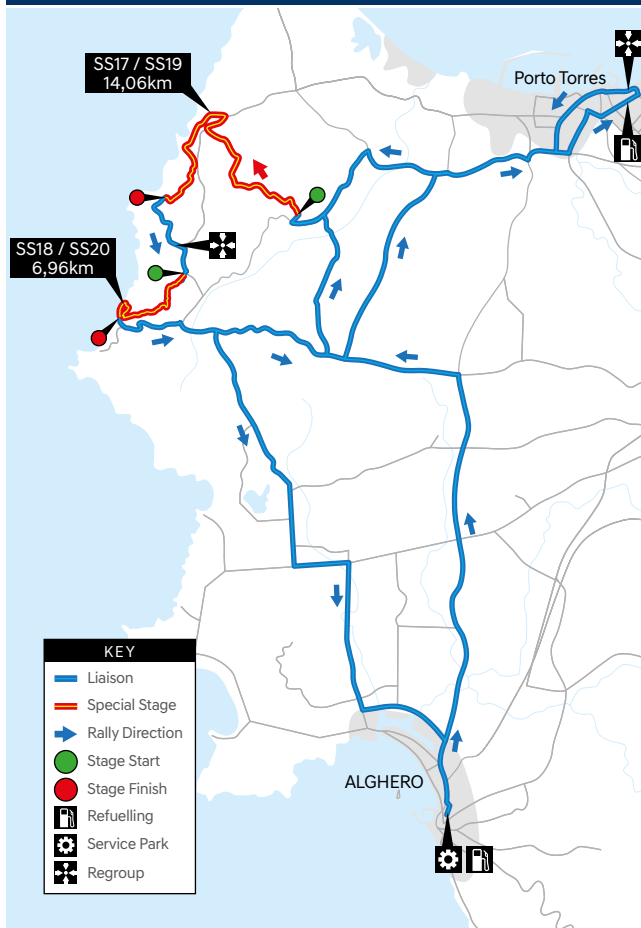 Porto Torres
SS17 / SS19
14,06km
SS18 / SS20
6,96km
ALGHERO
KEY
Liaison
Special Stage
Rally Direction
Stage Start
Stage Finish
Refuelling
Service Park
Regroup